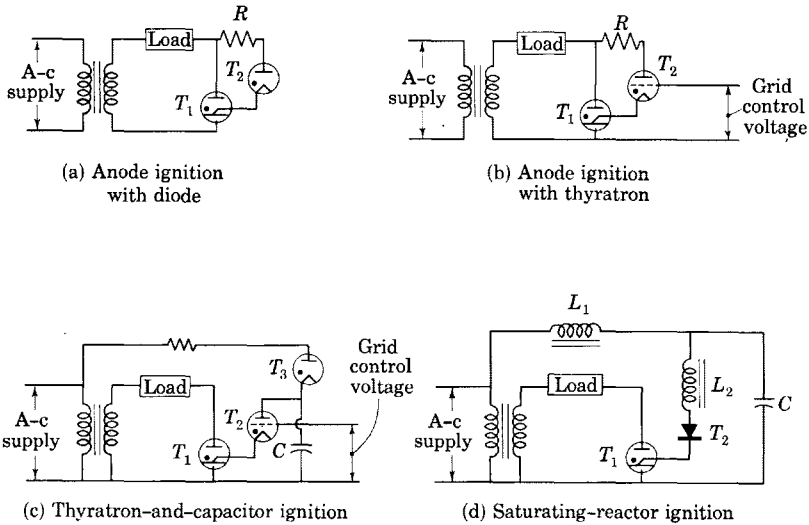 R
Load
A-c
supply
T₂
T₁
(a) Anode ignition
with diode
R
Load
A-c
supply
T₂
T₁
Grid
control
voltage
(b) Anode ignition
with thyratron
Grid
control
voltage
T₃
Load
A-c
supply
T₂
T₁
C
(c) Thyratron-and-capacitor ignition
L₁
Load
L₂
C
A-c
supply
T₂
T₁
(d) Saturating-reactor ignition